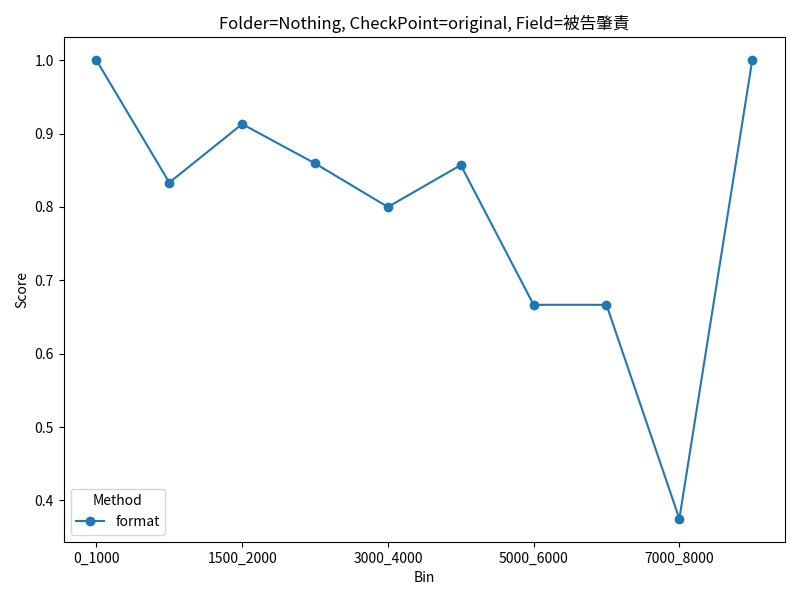 Folder=Nothing, CheckPoint=original, Field=被告肇責
1.0
0.9
0.8
0.7
0.6
0.5
0.4
Score
Method
format
0_1000
1500_2000
3000_4000
5000_6000
7000_8000
Bin